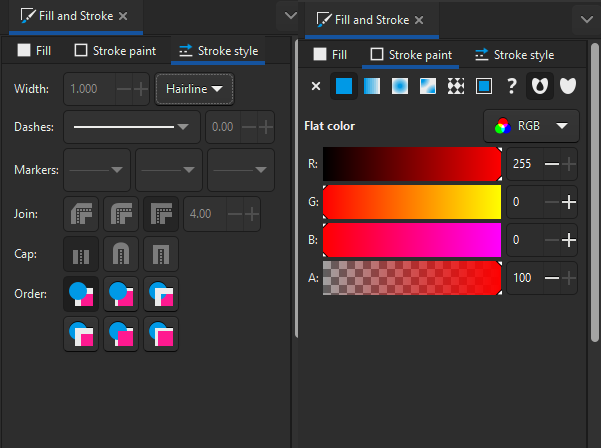 Fill and Stroke ×
Fill Stroke paint Stroke style
Width: 1.000 Hairline
Dashes: 0.00
Markers:
Join: 4.00
Cap:
Order:
Fill and Stroke ×
Fill Stroke paint Stroke style
?
Flat color RGB
R: 255
G: 0
B: 0
A: 100